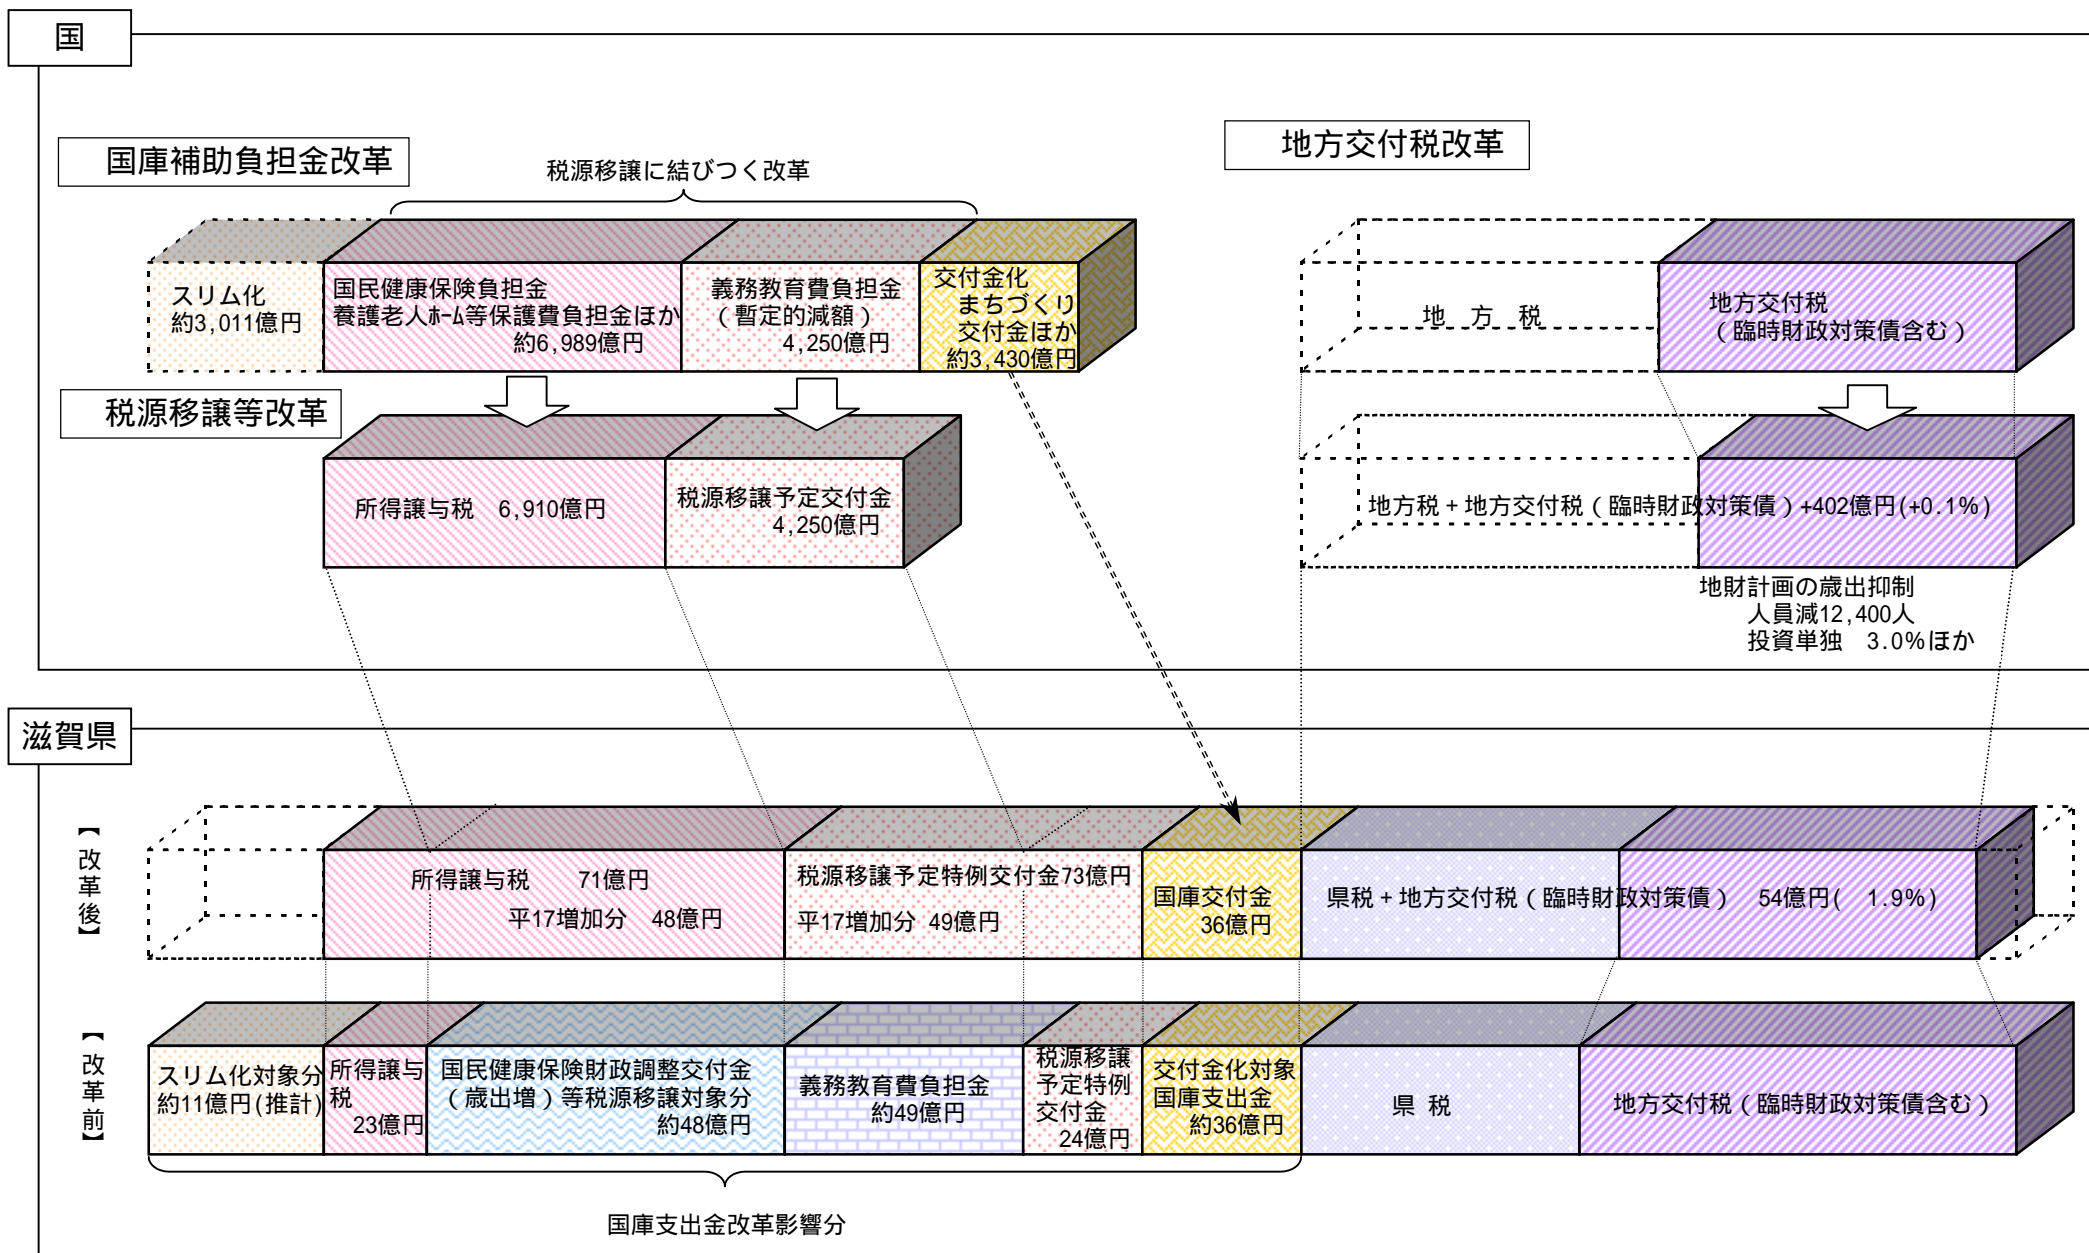 国
国庫補助負担金改革
税源移譲に結びつく改革
スリム化
約3,011億円
国民健康保険負担金
養護老人ﾎｰﾑ等保護費負担金ほか
約6,989億円
義務教育費負担金
（暫定的減額）
4,250億円
交付金化
まちづくり
交付金ほか
約3,430億円
税源移譲等改革
所得譲与税　6,910億円
税源移譲予定交付金
4,250億円
地方交付税改革
地　方　税
地方交付税
（臨時財政対策債含む）
地方税＋地方交付税（臨時財政対策債）+402億円(+0.1%)
地財計画の歳出抑制
人員減12,400人
投資単独　3.0%ほか
滋賀県
【改革後】
所得譲与税　　71億円
平17増加分　48億円
税源移譲予定特例交付金73億円
平17増加分 49億円
国庫交付金
36億円
県税＋地方交付税（臨時財政対策債）　54億円(　1.9%)
【改革前】
スリム化対象分
約11億円(推計)
所得譲与
税
23億円
国民健康保険財政調整交付金
（歳出増）等税源移譲対象分
約48億円
義務教育費負担金
約49億円
税源移譲
予定特例
交付金
24億円
交付金化対象
国庫支出金
約36億円
県 税
地方交付税（臨時財政対策債含む）
国庫支出金改革影響分